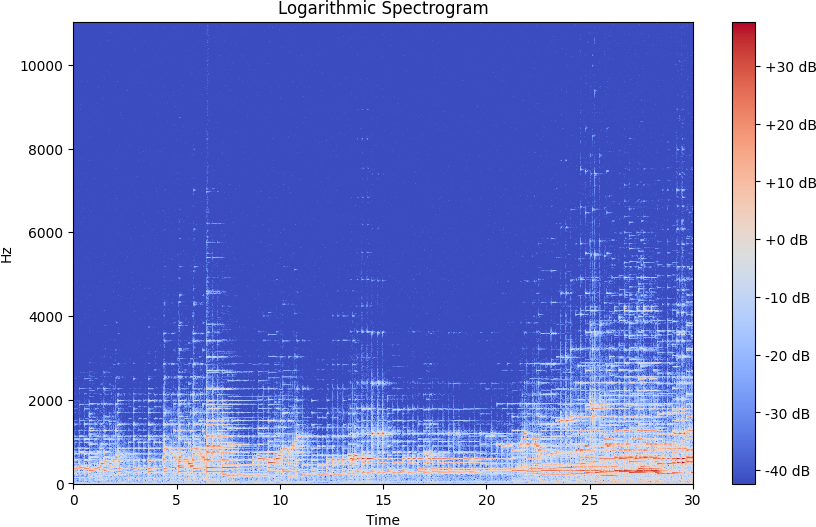 Logarithmic Spectrogram
10000
8000
6000
4000
2000
0
Hz
0 5 10 15 20 25 30
Time
+30 dB
+20 dB
+10 dB
+0 dB
-10 dB
-20 dB
-30 dB
-40 dB